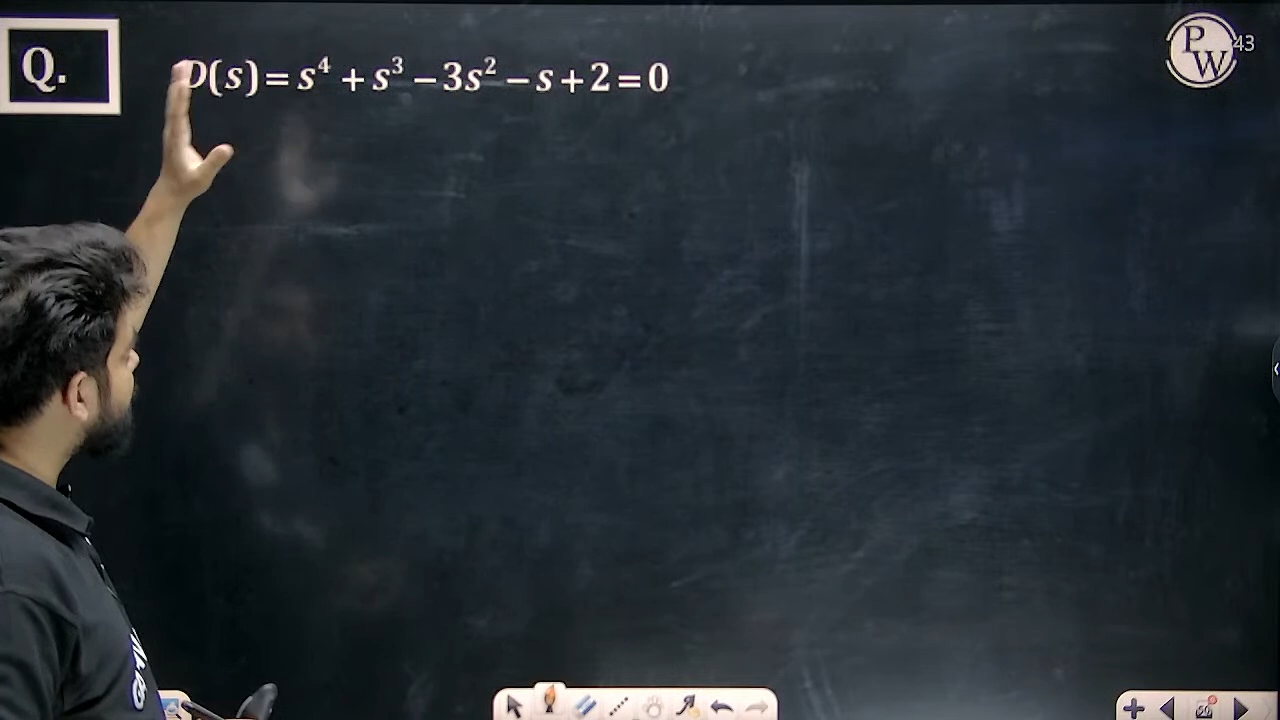 Q.
D(s) = s⁴ + s³ − 3s² − s + 2 = 0
PW
43